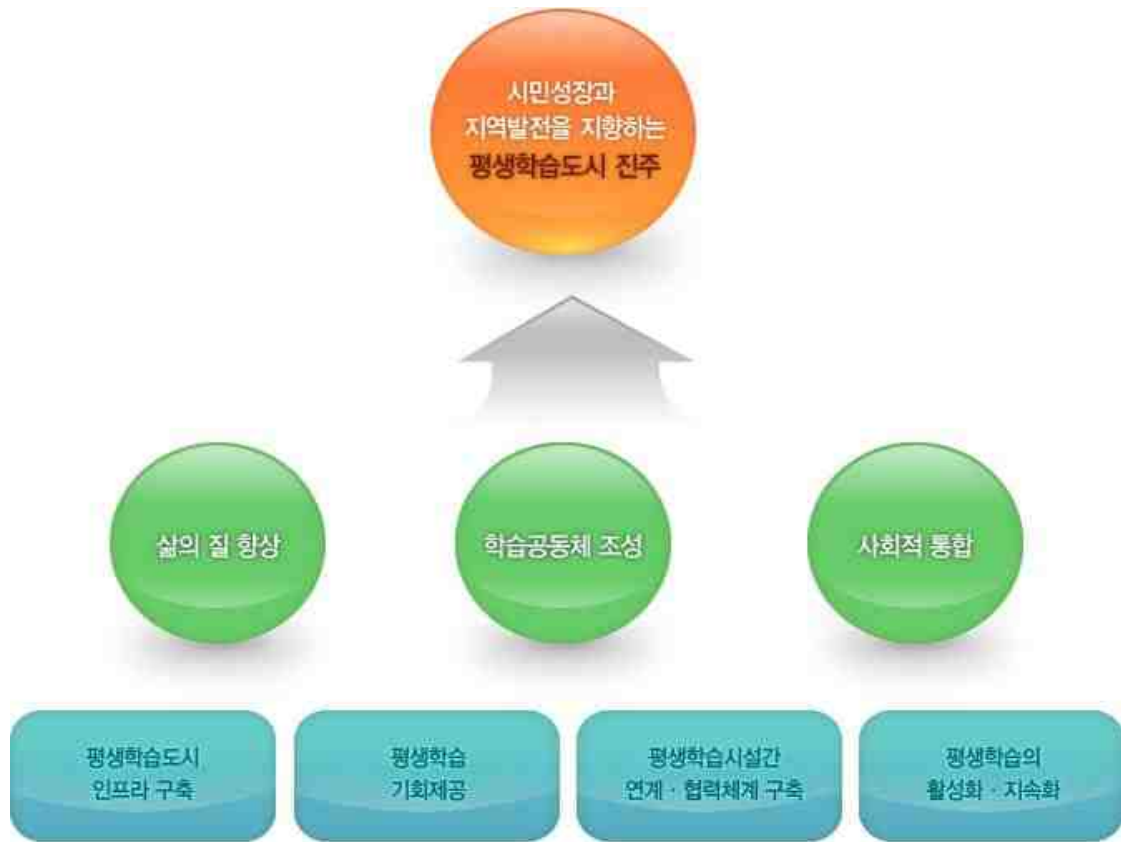 시민성장과
지역발전을 지향하는
평생학습도시 진주
삶의 질 향상
학습공동체 조성
사회적 통합
평생학습도시
인프라 구축
평생학습
기회제공
평생학습시설간
연계 · 협력체계 구축
평생학습의
활성화 · 지속화